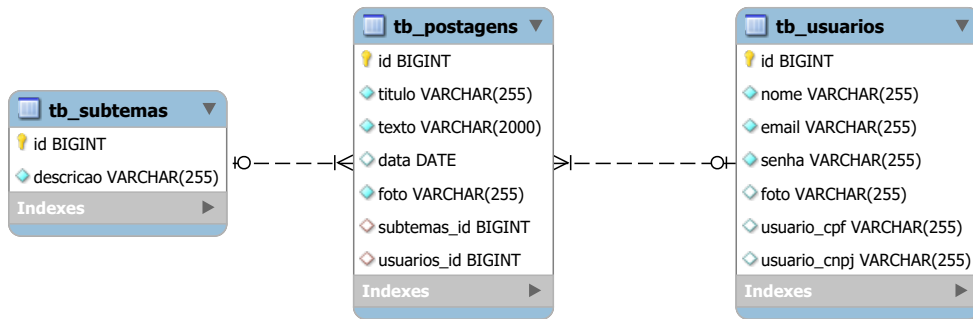 tb_subtemas
id BIGINT
descricao VARCHAR(255)
Indexes
tb_postagens
id BIGINT
titulo VARCHAR(255)
texto VARCHAR(2000)
data DATE
foto VARCHAR(255)
subtemas_id BIGINT
usuarios_id BIGINT
Indexes
tb_usuarios
id BIGINT
nome VARCHAR(255)
email VARCHAR(255)
senha VARCHAR(255)
foto VARCHAR(255)
usuario_cpf VARCHAR(255)
usuario_cnpj VARCHAR(255)
Indexes